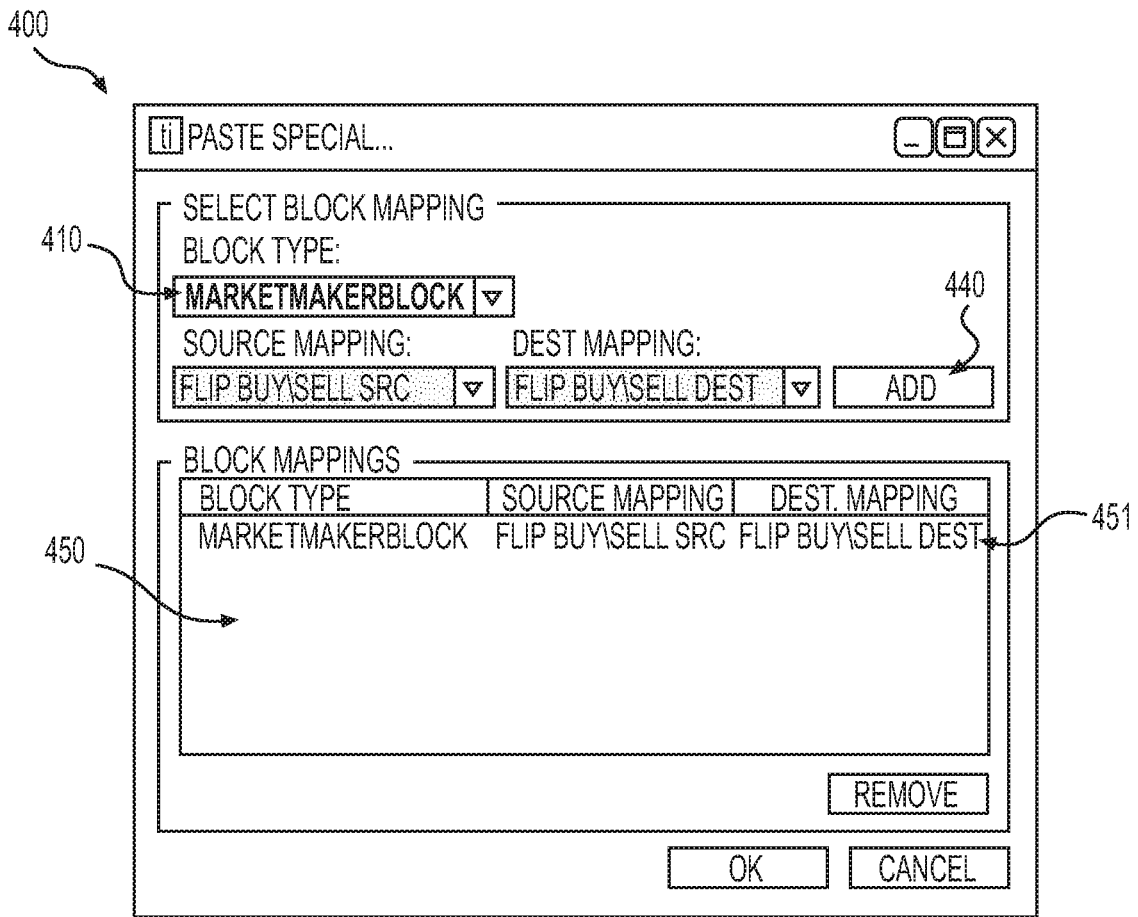 400
ti PASTE SPECIAL...
SELECT BLOCK MAPPING
410
BLOCK TYPE:
MARKETMAKERBLOCK
440
SOURCE MAPPING: DEST MAPPING:
FLIP BUY\SELL SRC FLIP BUY\SELL DEST ADD
BLOCK MAPPINGS
BLOCK TYPE SOURCE MAPPING DEST. MAPPING
MARKETMAKERBLOCK FLIP BUY\SELL SRC FLIP BUY\SELL DEST 451
450
REMOVE
OK CANCEL